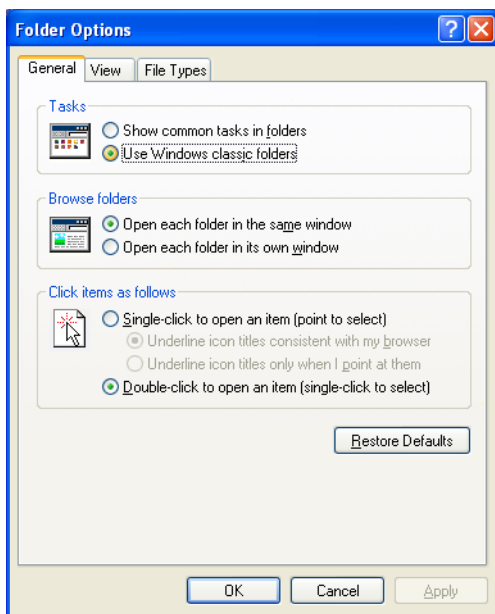 Folder Options
General View File Types
Tasks
Show common tasks in folders
Use Windows classic folders
Browse folders
Open each folder in the same window
Open each folder in its own window
Click items as follows
Single-click to open an item (point to select)
Underline icon titles consistent with my browser
Underline icon titles only when I point at them
Double-click to open an item (single-click to select)
Restore Defaults
OK Cancel Apply